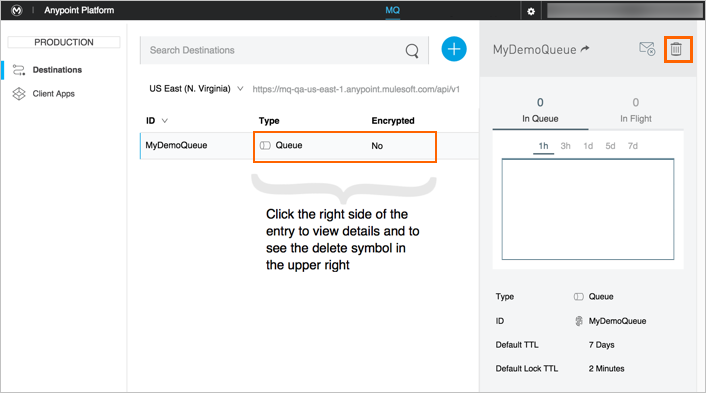 Anypoint Platform
MQ
PRODUCTION
Destinations
Client Apps
Search Destinations
US East (N. Virginia) https://mq-qa-us-east-1.anypoint.mulesoft.com/api/v1
ID Type Encrypted
MyDemoQueue Queue No
Click the right side of the
entry to view details and to
see the delete symbol in
the upper right
MyDemoQueue
0 0
In Queue In Flight
1h 3h 1d 5d 7d
Type Queue
ID MyDemoQueue
Default TTL 7 Days
Default Lock TTL 2 Minutes